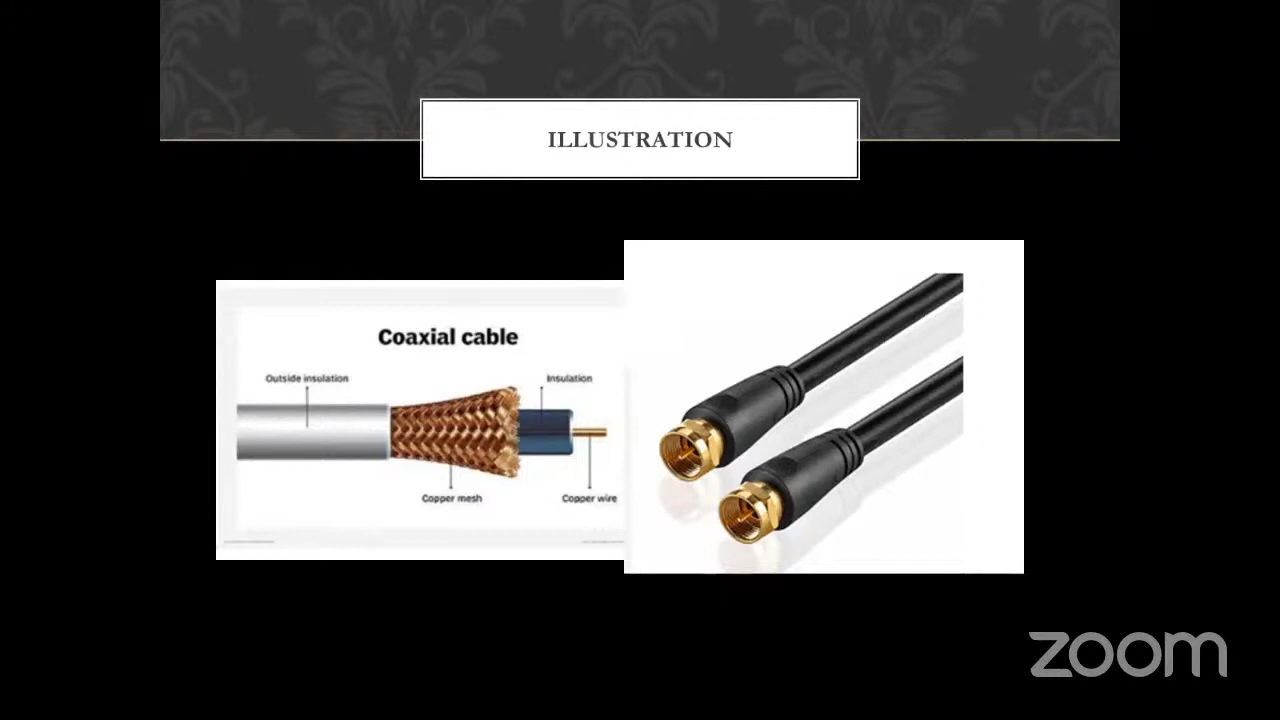 ILLUSTRATION
Coaxial cable
Outside insulation
Insulation
Copper mesh
Copper wire
zoom